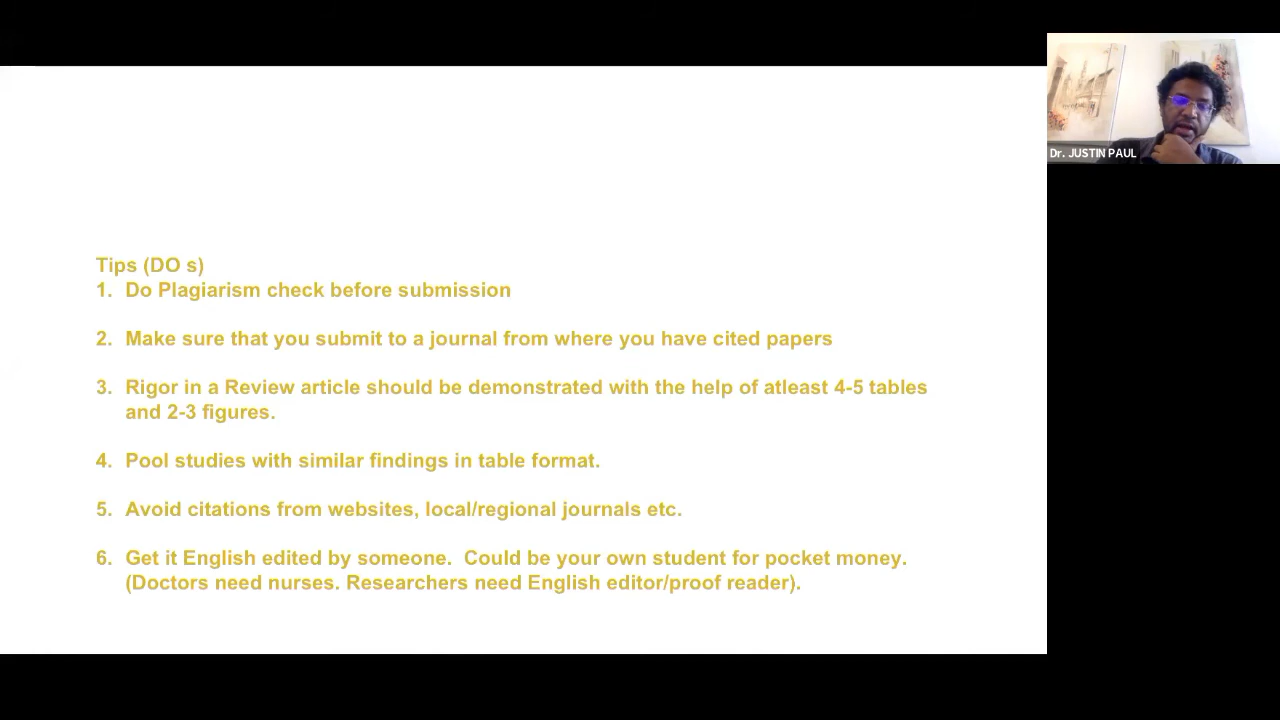 Tips (DO s)
1. Do Plagiarism check before submission
2. Make sure that you submit to a journal from where you have cited papers
3. Rigor in a Review article should be demonstrated with the help of atleast 4-5 tables
and 2-3 figures.
4. Pool studies with similar findings in table format.
5. Avoid citations from websites, local/regional journals etc.
6. Get it English edited by someone.  Could be your own student for pocket money.
(Doctors need nurses. Researchers need English editor/proof reader).
Dr. JUSTIN PAUL